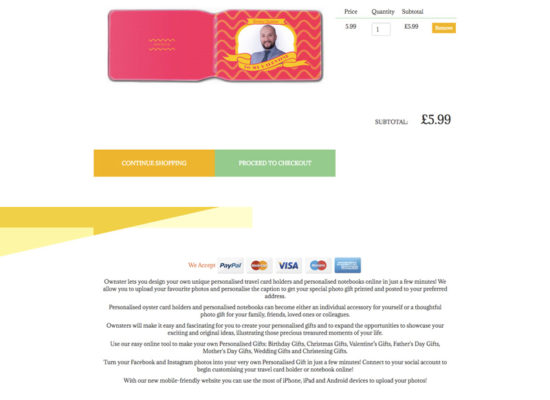 Price Quantity Subtotal
5.99 1 £5.99 Remove
TO MY VALENTINE
SUBTOTAL: £5.99
CONTINUE SHOPPING PROCEED TO CHECKOUT
We Accept PayPal MasterCard VISA Maestro
Ownster lets you design your own unique personalised travel card holders and personalised notebooks online in just a few minutes! We
allow you to upload your favourite photos and personalise the caption to get your special photo gift printed and posted to your preferred
address.
Personalised oyster card holders and personalised notebooks can become either an individual accessory for yourself or a thoughtful
photo gift for your family, friends, loved ones or colleagues.
Ownsters will make it easy and fascinating for you to create your personalised gifts and to expand the opportunities to showcase your
exciting and original ideas, illustrating those precious treasured moments of your life.
Use our easy online tool to make your own Personalised Gifts: Birthday Gifts, Christmas Gifts, Valentine's Gifts, Father's Day Gifts,
Mother's Day Gifts, Wedding Gifts and Christening Gifts.
Turn your Facebook and Instagram photos into your very own Personalised Gift in just a few minutes! Connect to your social account to
begin customising your travel card holder or notebook online!
With our new mobile-friendly website you can use the most of iPhone, iPad and Android devices to upload your photos!